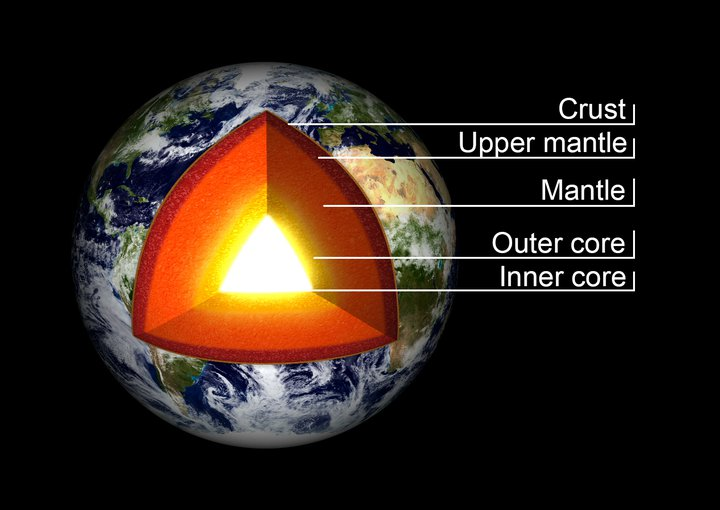 Crust
Upper mantle
Mantle
Outer core
Inner core